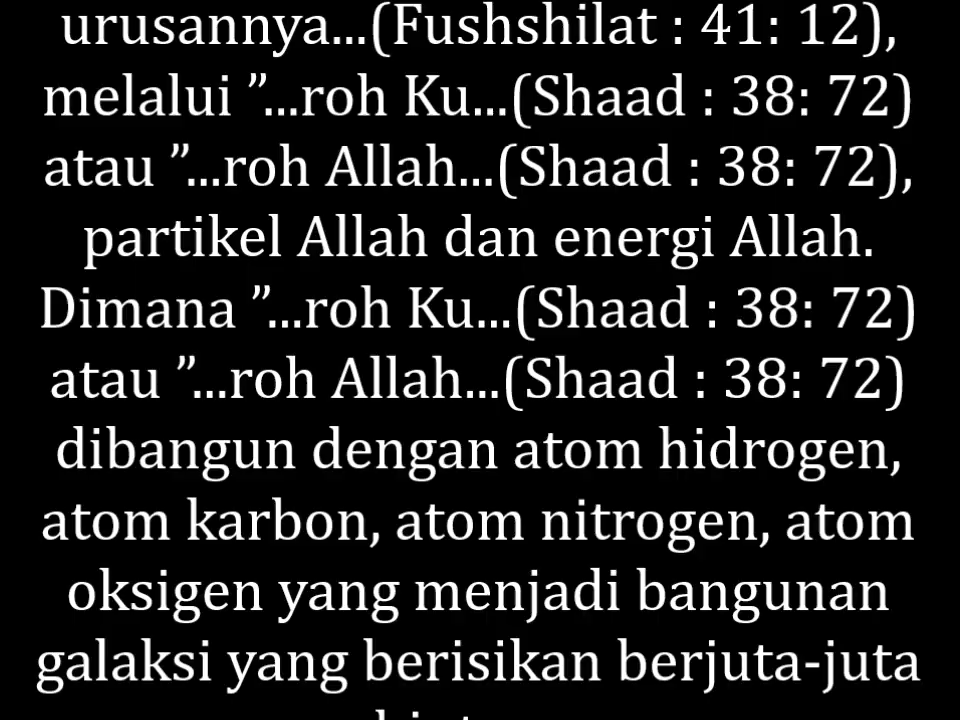 urusannya...(Fushshilat : 41: 12),
melalui ”...roh Ku...(Shaad : 38: 72)
atau ”...roh Allah...(Shaad : 38: 72),
partikel Allah dan energi Allah.
Dimana ”...roh Ku...(Shaad : 38: 72)
atau ”...roh Allah...(Shaad : 38: 72)
dibangun dengan atom hidrogen,
atom karbon, atom nitrogen, atom
oksigen yang menjadi bangunan
galaksi yang berisikan berjuta-juta